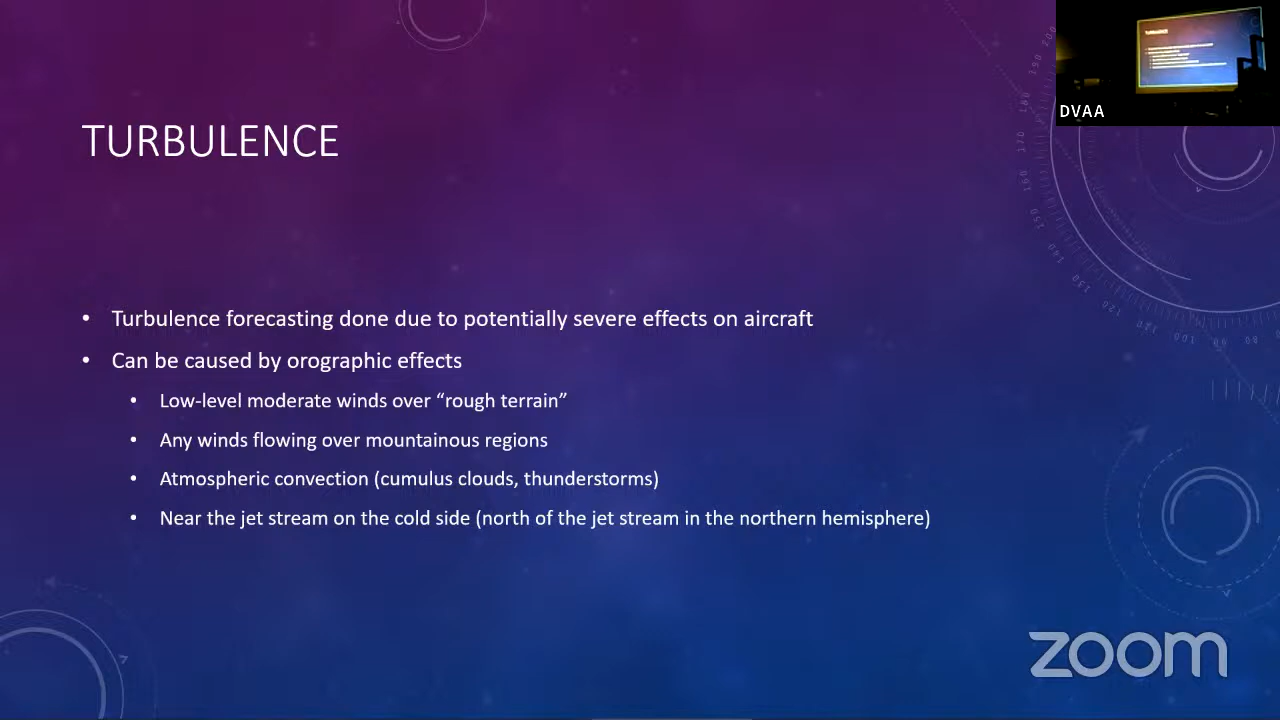 DVAA
TURBULENCE
• Turbulence forecasting done due to potentially severe effects on aircraft
• Can be caused by orographic effects
• Low-level moderate winds over “rough terrain”
• Any winds flowing over mountainous regions
• Atmospheric convection (cumulus clouds, thunderstorms)
• Near the jet stream on the cold side (north of the jet stream in the northern hemisphere)
zoom